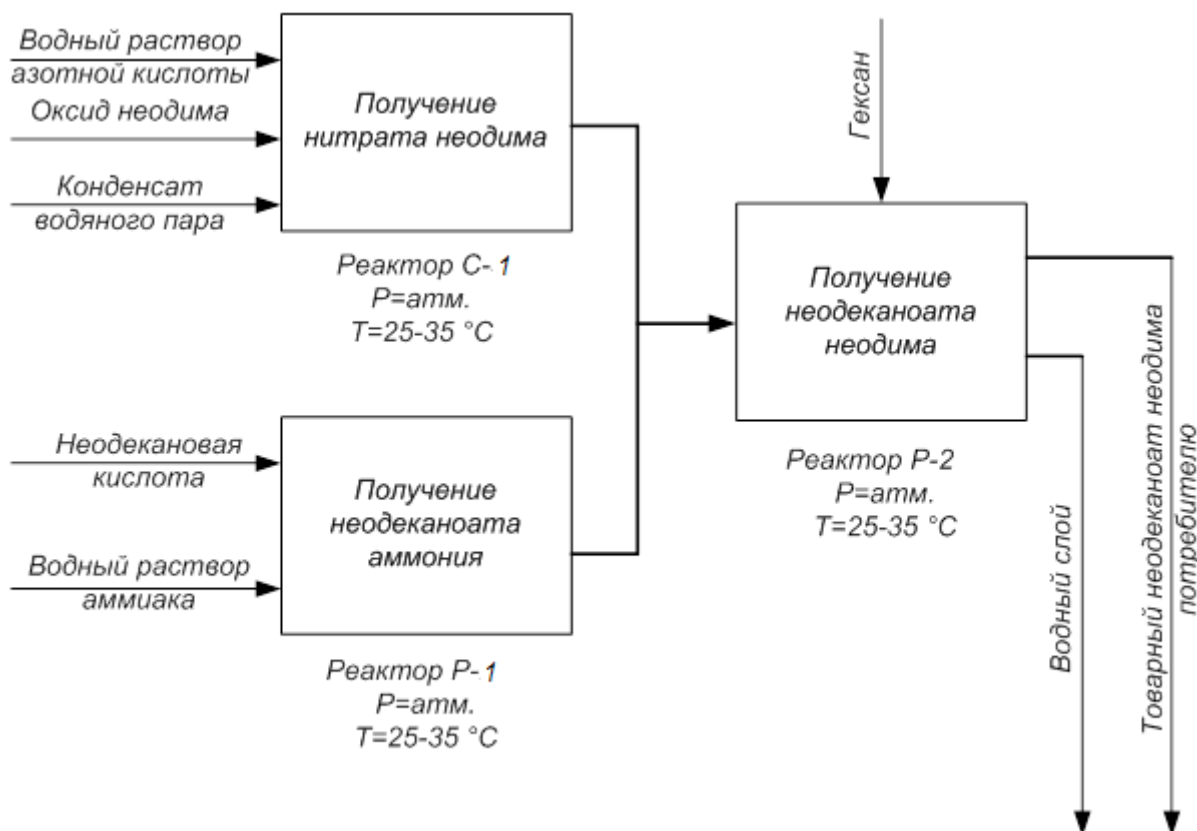 Водный раствор
азотной кислоты
Оксид неодима
Конденсат
водяного пара
Получение
нитрата неодима
Реактор С-1
Р=атм.
Т=25-35 °С
Неодекановая
кислота
Водный раствор
аммиака
Получение
неодеканоата
аммония
Реактор Р-1
Р=атм.
Т=25-35 °С
Гексан
Получение
неодеканоата
неодима
Реактор Р-2
Р=атм.
Т=25-35 °С
Водный слой
Товарный неодеканоат неодима
потребителю